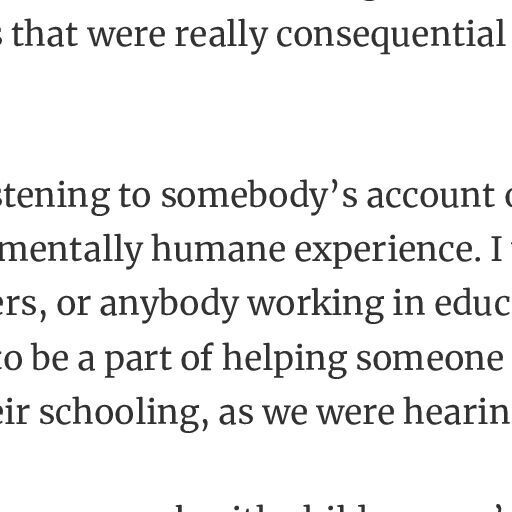 that were really consequential
stening to somebody’s account
mentally humane experience. I
ers, or anybody working in educ
to be a part of helping someone
eir schooling, as we were hearin